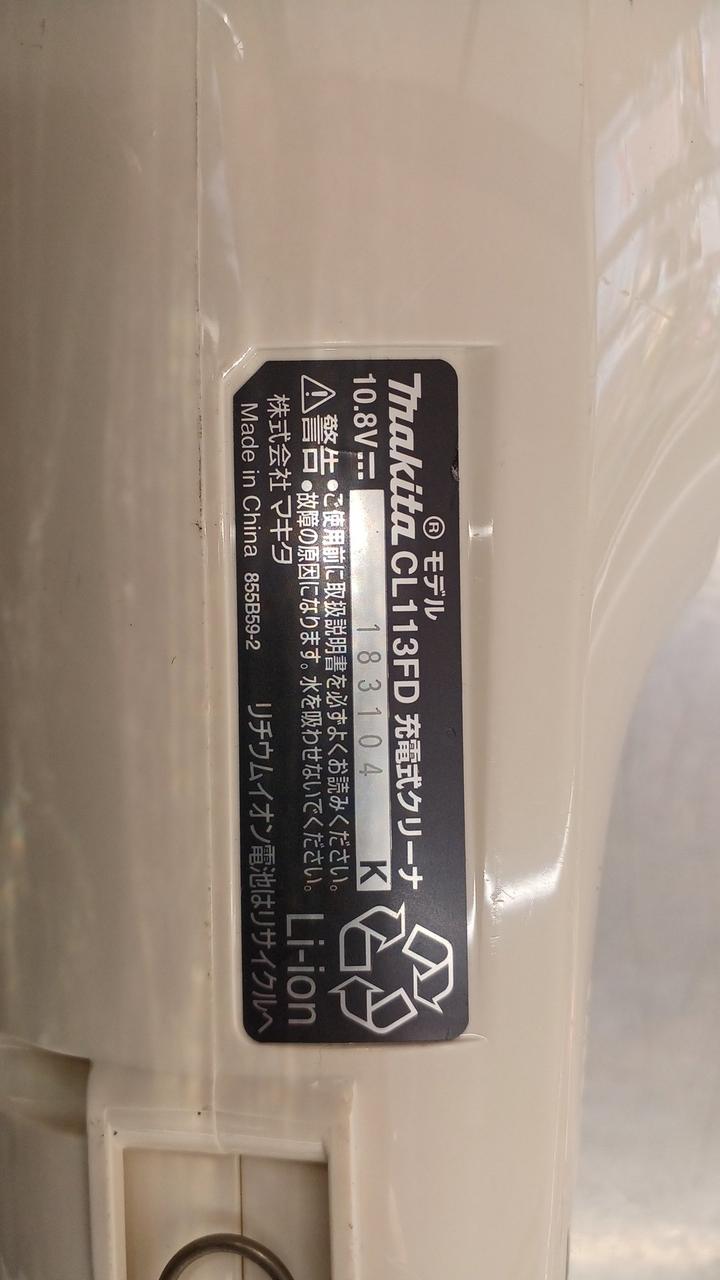 makita® モデル CL113FD 充電式クリーナ
10.8V 183104 K
⚠警告 ●ご使用前に取扱説明書を必ずよくお読みください。
●故障の原因になります。水を吸わせないでください。
株式会社 マキタ
Made in China 855B59-2
Li-ion
リチウムイオン電池はリサイクルへ